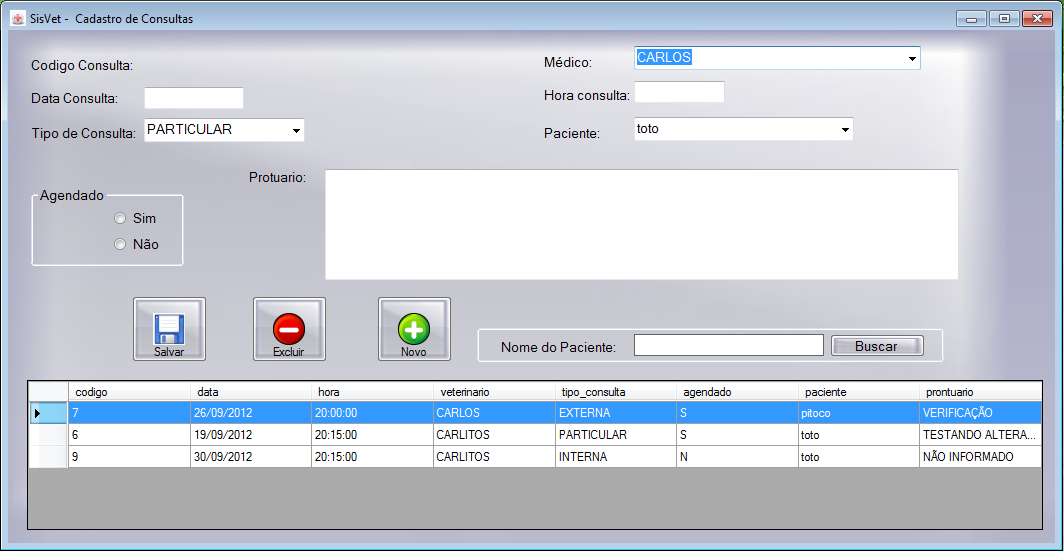 SisVet - Cadastro de Consultas
Codigo Consulta:
Médico: CARLOS
Data Consulta:
Hora consulta:
Tipo de Consulta: PARTICULAR
Paciente: toto
Protuario:
Agendado
Sim
Não
Salvar
Excluir
Novo
Nome do Paciente:
Buscar
codigo data hora veterinario tipo_consulta agendado paciente prontuario
7 26/09/2012 20:00:00 CARLOS EXTERNA S pitoco VERIFICAÇÃO
6 19/09/2012 20:15:00 CARLITOS PARTICULAR S toto TESTANDO ALTERA...
9 30/09/2012 20:15:00 CARLITOS INTERNA N toto NÃO INFORMADO